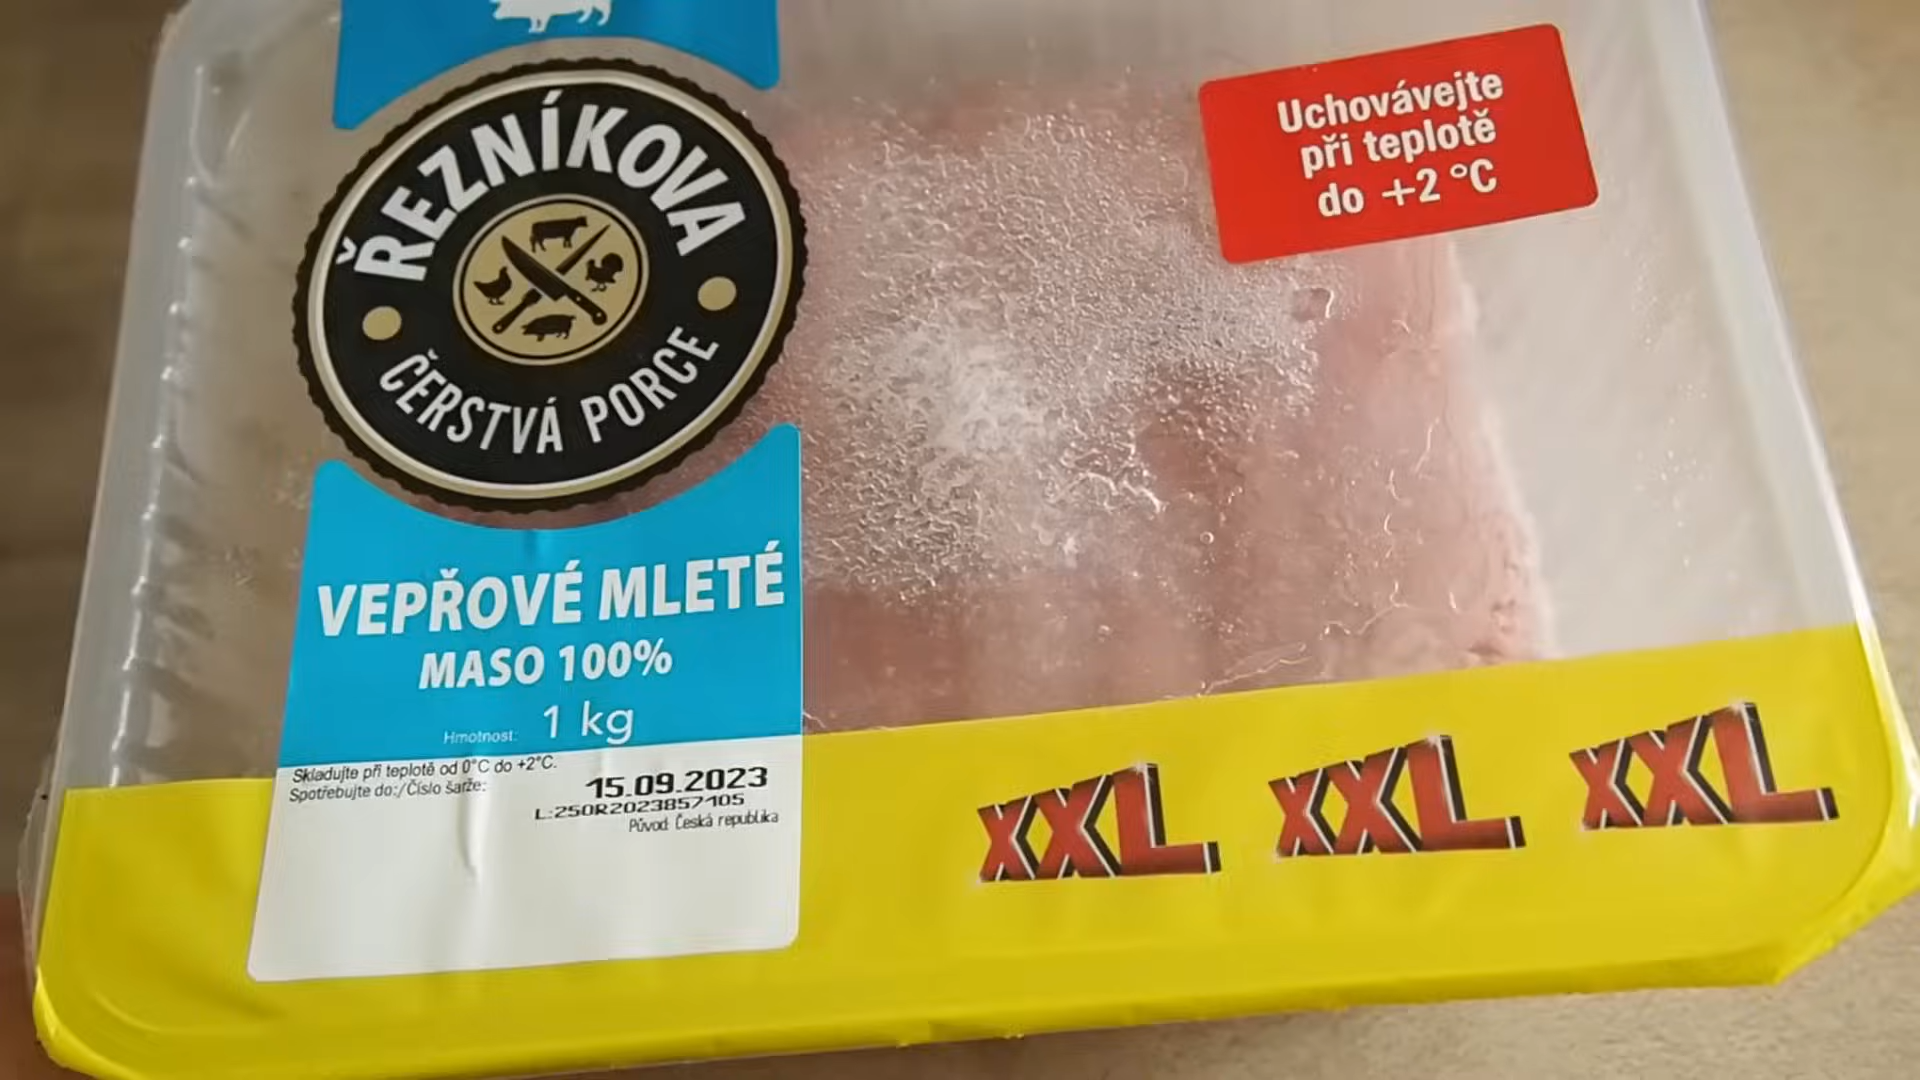 ŘEZNÍKOVA
ČERSTVÁ PORCE
Uchovávejte
při teplotě
do +2 °C
VEPŘOVÉ MLETÉ
MASO 100%
Hmotnost: 1 kg
Skladujte při teplotě od 0°C do +2°C.
Spotřebujte do:/Číslo šarže: 15.09.2023
L:250R2023857105
Původ: Česká republika
XXL XXL XXL